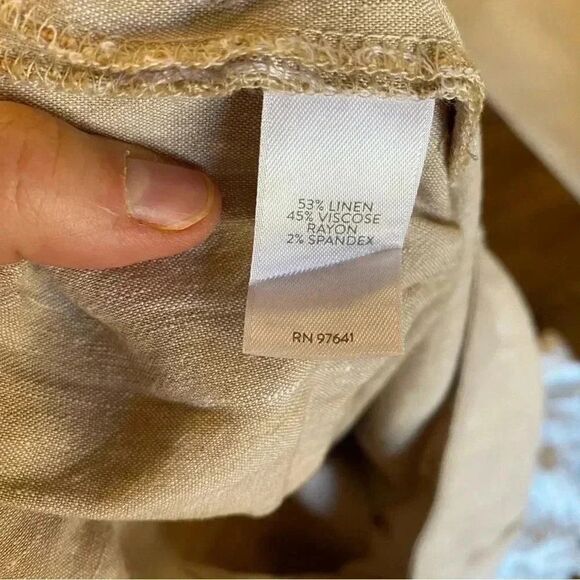 53% LINEN
45% VISCOSE
RAYON
2% SPANDEX
RN 97641